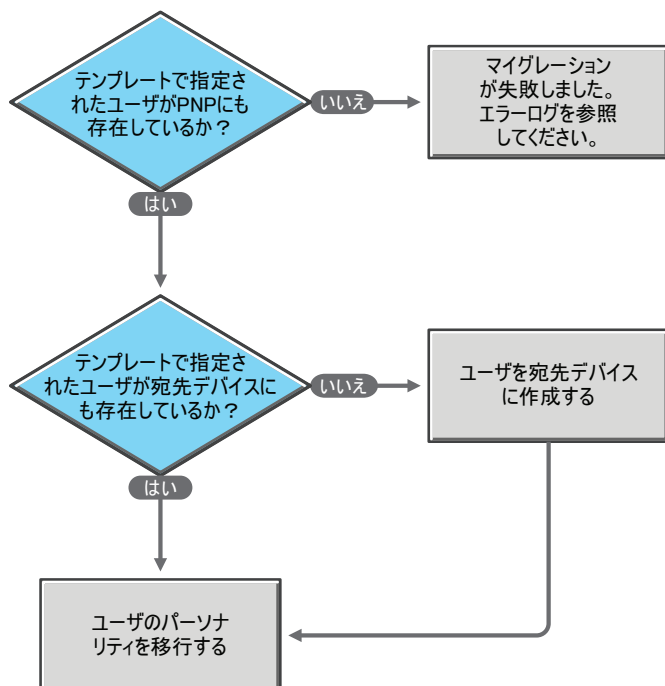 テンプレートで指定さ
れたユーザがPNPにも
存在しているか？
いいえ
マイグレーション
が失敗しました。
エラーログを参照
してください。
はい
テンプレートで指定さ
れたユーザが宛先デバイスに
も存在しているか？
いいえ
ユーザを宛先デバイス
に作成する
はい
ユーザのパーソナ
リティを移行する